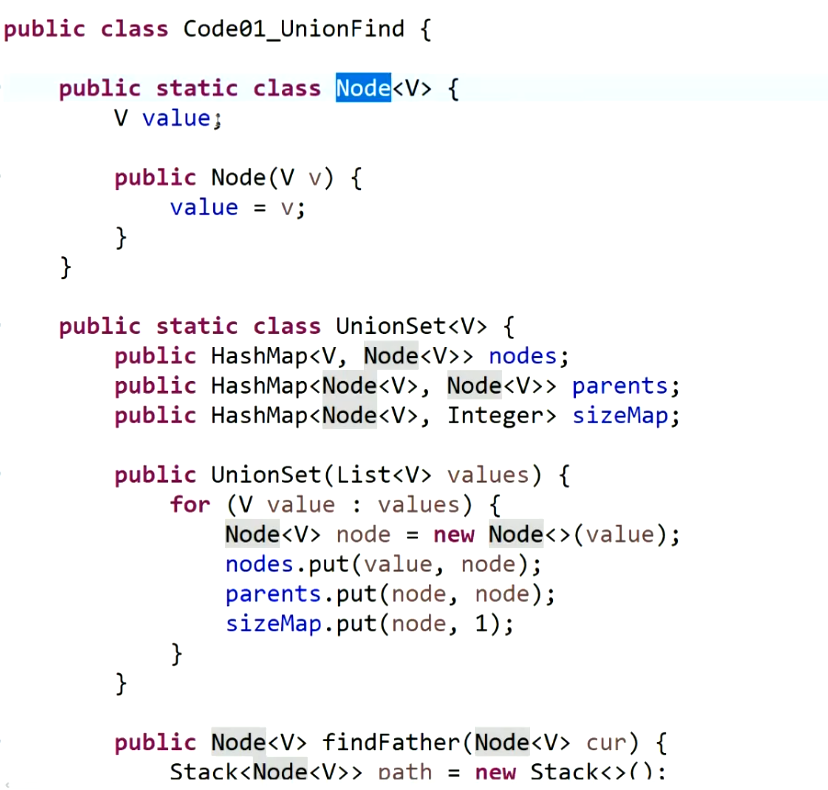 public class Code01_UnionFind {
public static class Node<V> {
V value;
public Node(V v) {
value = v;
}
}
public static class UnionSet<V> {
public HashMap<V, Node<V>> nodes;
public HashMap<Node<V>, Node<V>> parents;
public HashMap<Node<V>, Integer> sizeMap;
public UnionSet(List<V> values) {
for (V value : values) {
Node<V> node = new Node<>(value);
nodes.put(value, node);
parents.put(node, node);
sizeMap.put(node, 1);
}
}
public Node<V> findFather(Node<V> cur) {
Stack<Node<V>> path = new Stack<>();